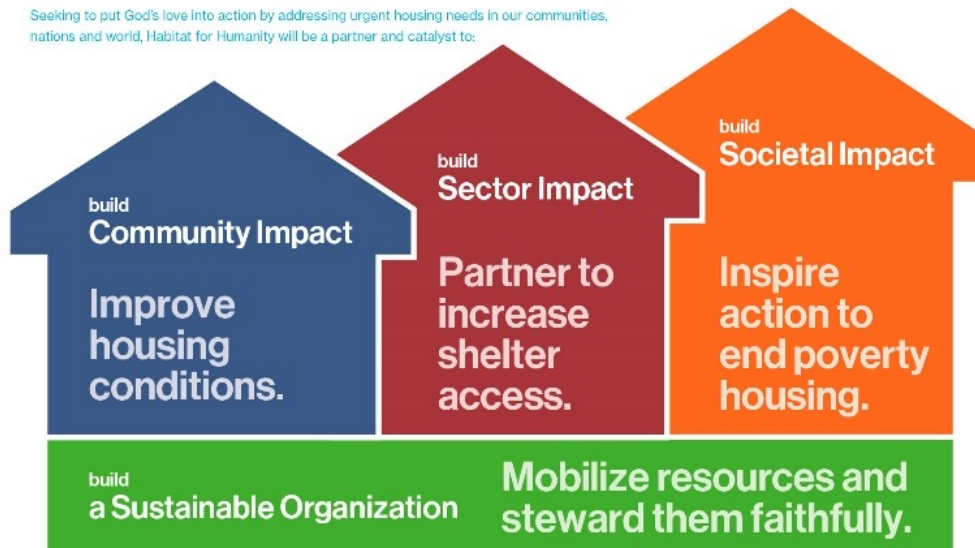 Seeking to put God's love into action by addressing urgent housing needs in our communities,
nations and world, Habitat for Humanity will be a partner and catalyst to:
build
Community Impact
Improve
housing
conditions.
build
Sector Impact
Partner to
increase
shelter
access.
build
Societal Impact
Inspire
action to
end poverty
housing.
build
a Sustainable Organization
Mobilize resources and
steward them faithfully.